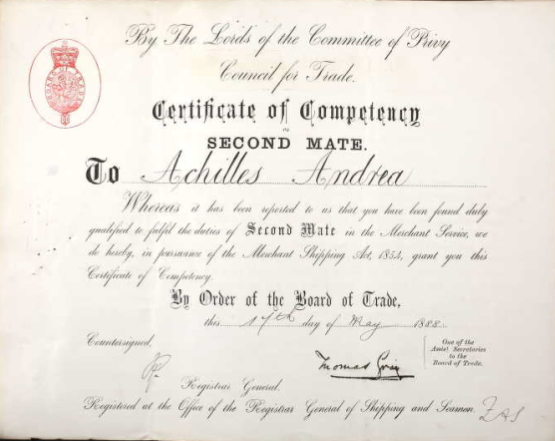 By The Lords of the Committee of Privy
Council for Trade.
Certificate of Competency
as
SECOND MATE.
To Achilles Andrea
Whereas it has been reported to us that you have been found duly
qualified to fulfil the duties of Second Mate in the Merchant Service, we
do hereby, in pursuance of the Merchant Shipping Act, 1854, grant you this
Certificate of Competency.
By Order of the Board of Trade,
this 17th day of May 1888.
Countersigned,
One of the
Assist. Secretaries
to the
Board of Trade.
Thomas Gray
Registrar General.
Registered at the Office of the Registrar General of Shipping and Seamen.